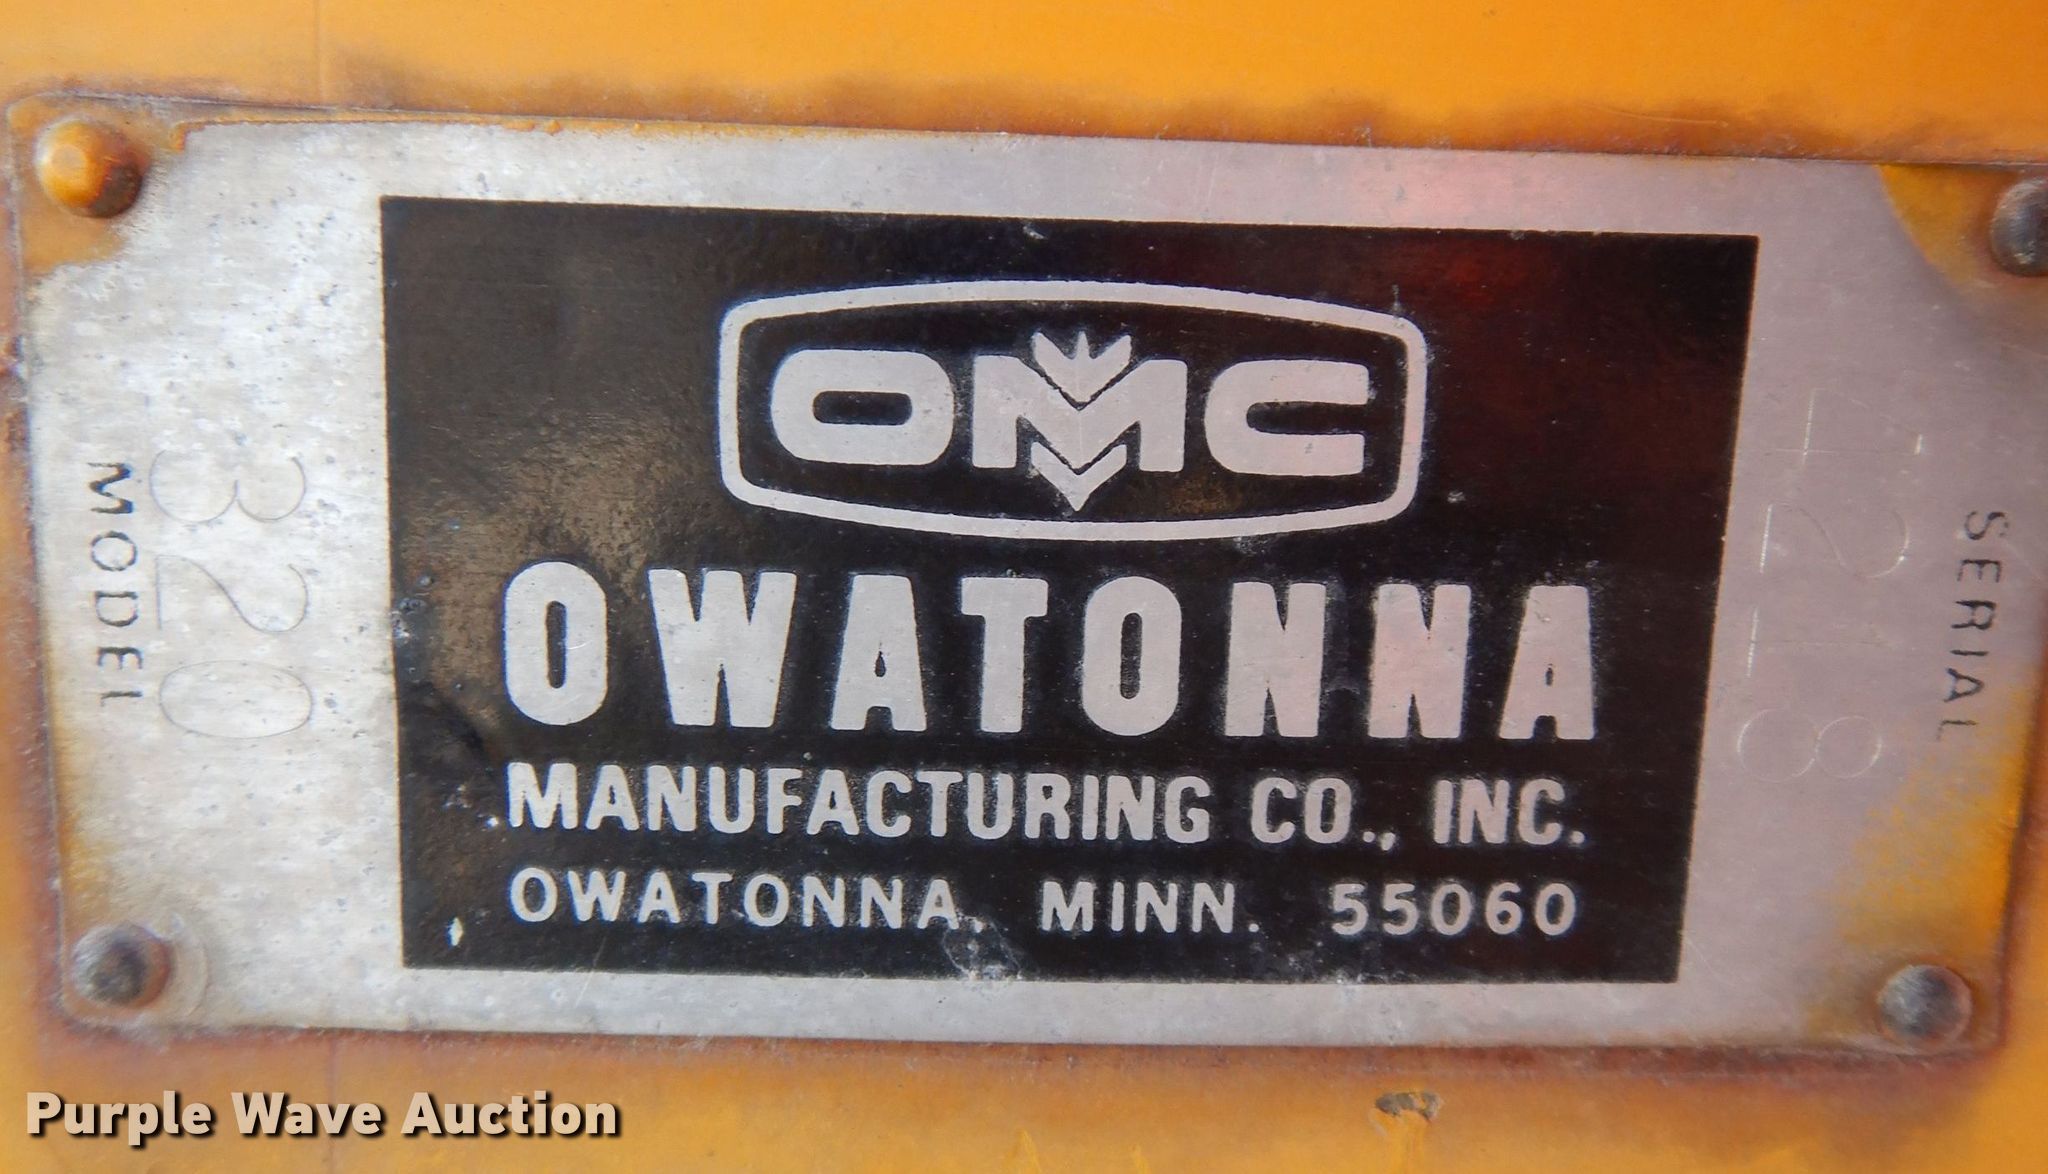 MODEL
320
OMC
OWATONNA
MANUFACTURING CO., INC.
OWATONNA, MINN. 55060
SERIAL
Purple Wave Auction